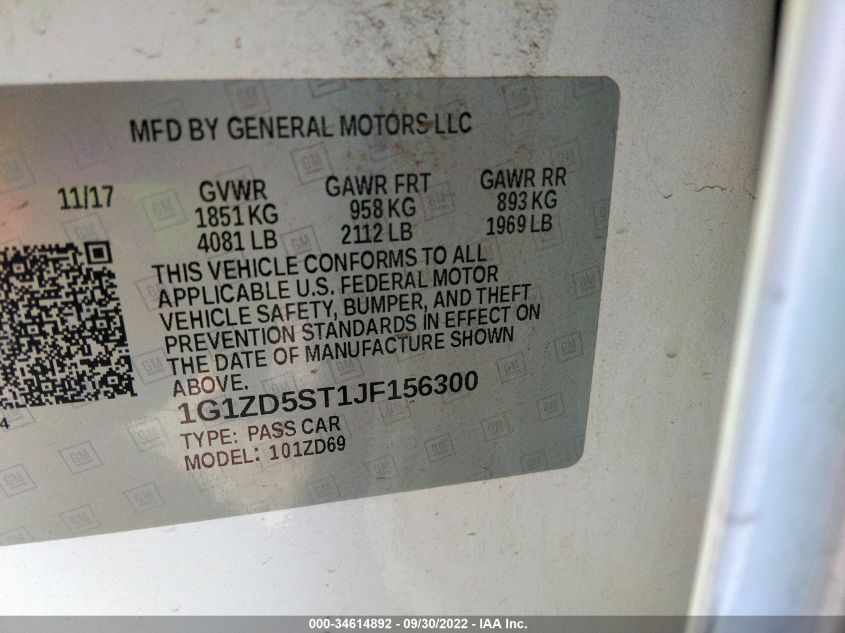 MFD BY GENERAL MOTORS LLC
11/17 GVWR GAWR FRT GAWR RR
1851 KG 958 KG 893 KG
4081 LB 2112 LB 1969 LB
THIS VEHICLE CONFORMS TO ALL
APPLICABLE U.S. FEDERAL MOTOR
VEHICLE SAFETY, BUMPER, AND THEFT
PREVENTION STANDARDS IN EFFECT ON
THE DATE OF MANUFACTURE SHOWN
ABOVE.
1G1ZD5ST1JF156300
TYPE: PASS CAR
MODEL: 101ZD69
4
000-34614892 - 09/30/2022 - IAA Inc.